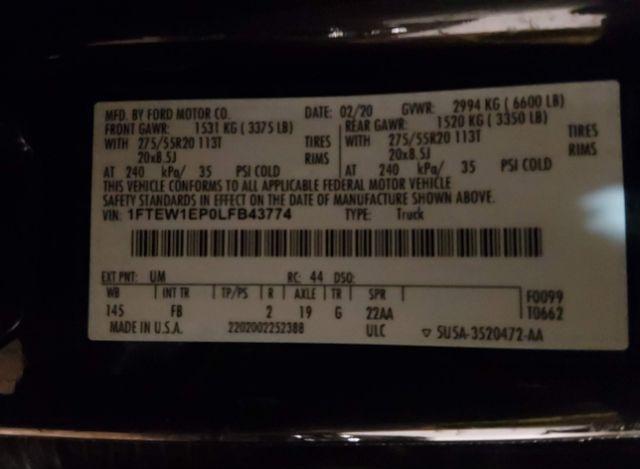 MFD. BY FORD MOTOR CO. DATE: 02/20 GVWR: 2994 KG ( 6600 LB)
FRONT GAWR: 1531 KG ( 3375 LB) REAR GAWR: 1520 KG ( 3350 LB)
WITH 275/55R20 113T TIRES WITH 275/55R20 113T TIRES
20x8.5J RIMS 20x8.5J RIMS
AT 240 kPa/ 35 PSI COLD AT 240 kPa/ 35 PSI COLD
THIS VEHICLE CONFORMS TO ALL APPLICABLE FEDERAL MOTOR VEHICLE
SAFETY STANDARDS IN EFFECT ON THE DATE OF MANUFACTURE SHOWN ABOVE.
VIN: 1FTEW1EP0LFB43774 TYPE: Truck
EXT PNT: UM RC: 44 DSO:
WB INT TR TP/PS R AXLE TR SPR F0099
145 FB 2 19 G 22AA T0662
MADE IN U.S.A. 2202002252388 ULC ▽ SU5A-3520472-AA